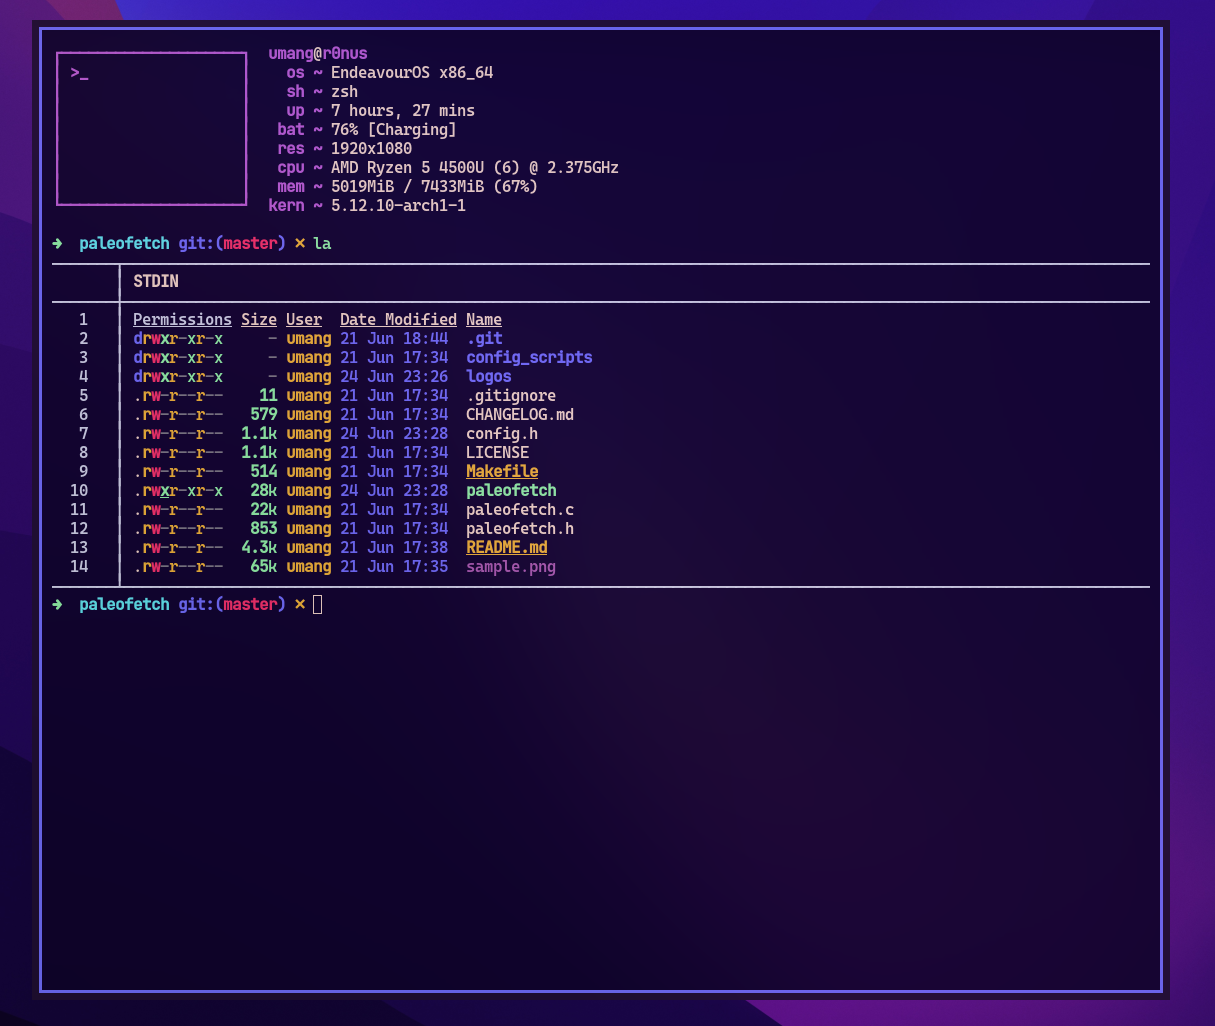 umang@r0nus
>_ os ~ EndeavourOS x86_64
sh ~ zsh
up ~ 7 hours, 27 mins
bat ~ 76% [Charging]
res ~ 1920x1080
cpu ~ AMD Ryzen 5 4500U (6) @ 2.375GHz
mem ~ 5019MiB / 7433MiB (67%)
kern ~ 5.12.10-arch1-1
➜  paleofetch git:(master) ✗ la
STDIN
1 Permissions Size User  Date Modified Name
2 drwxr-xr-x    - umang 21 Jun 18:44  .git
3 drwxr-xr-x    - umang 21 Jun 17:34  config_scripts
4 drwxr-xr-x    - umang 24 Jun 23:26  logos
5 .rw-r--r--   11 umang 21 Jun 17:34  .gitignore
6 .rw-r--r--  579 umang 21 Jun 17:34  CHANGELOG.md
7 .rw-r--r-- 1.1k umang 24 Jun 23:28  config.h
8 .rw-r--r-- 1.1k umang 21 Jun 17:34  LICENSE
9 .rw-r--r--  514 umang 21 Jun 17:34  Makefile
10 .rwxr-xr-x  28k umang 24 Jun 23:28  paleofetch
11 .rw-r--r--  22k umang 21 Jun 17:34  paleofetch.c
12 .rw-r--r--  853 umang 21 Jun 17:34  paleofetch.h
13 .rw-r--r-- 4.3k umang 21 Jun 17:38  README.md
14 .rw-r--r--  65k umang 21 Jun 17:35  sample.png
➜  paleofetch git:(master) ✗